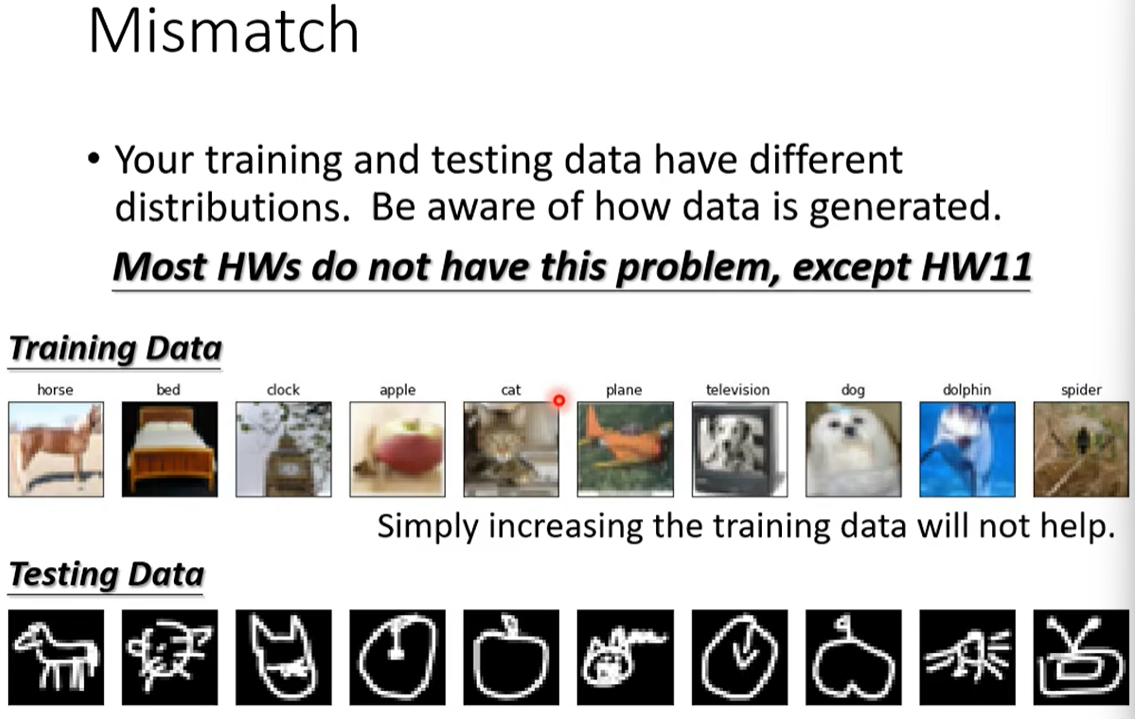 Mismatch
• Your training and testing data have different
distributions.  Be aware of how data is generated.
Most HWs do not have this problem, except HW11
Training Data
horse bed clock apple cat plane television dog dolphin spider
Simply increasing the training data will not help.
Testing Data